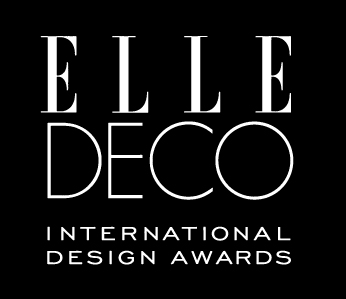 ELLE
DECO
INTERNATIONAL
DESIGN AWARDS